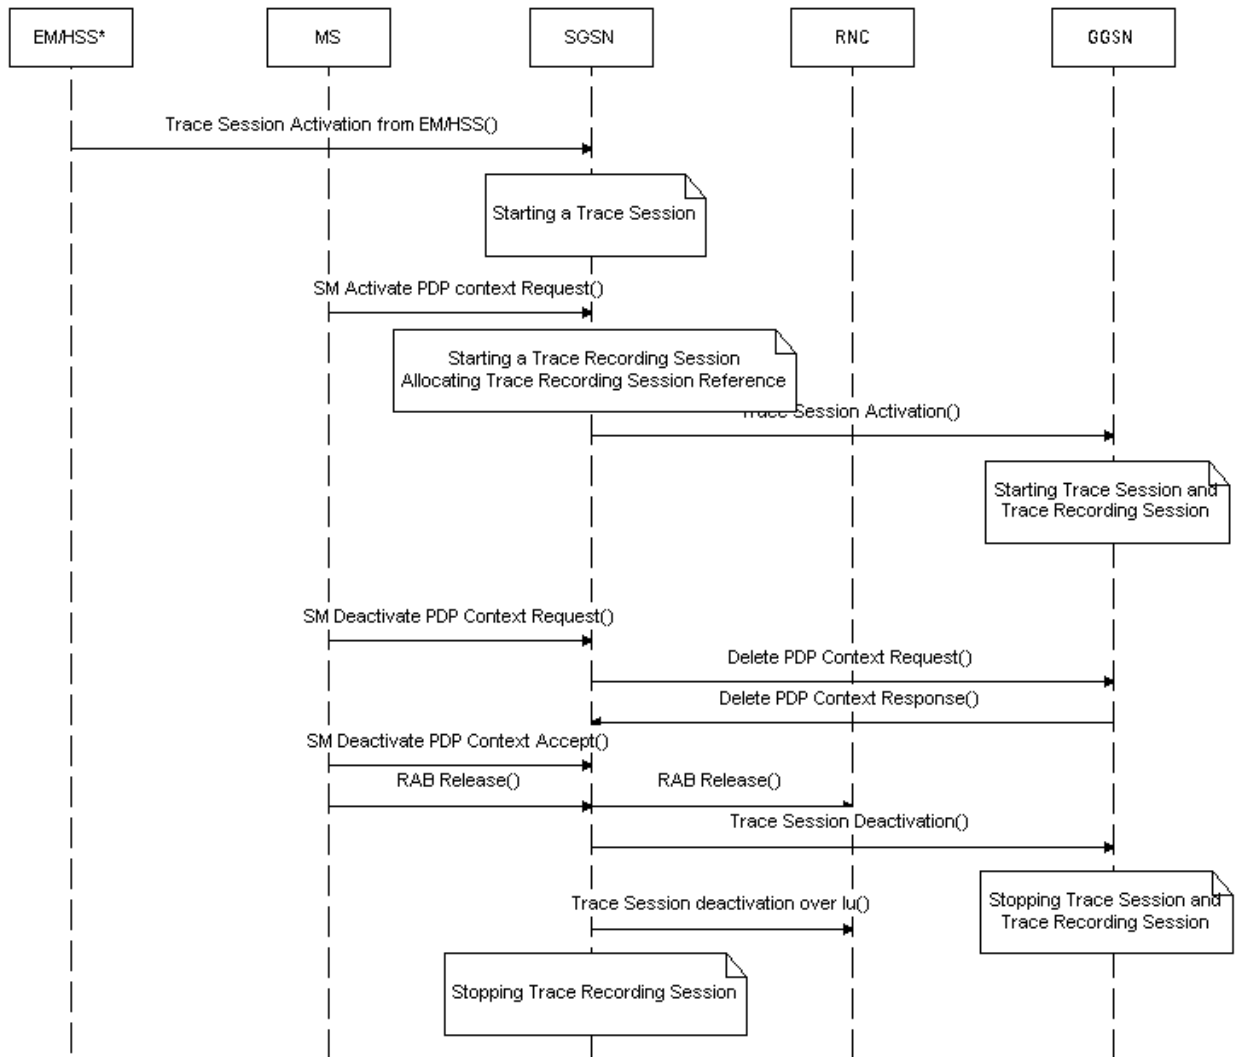 EM/HSS*
MS
SGSN
RNC
GGSN
Trace Session Activation from EM/HSS()
Starting a Trace Session
SM Activate PDP context Request()
Starting a Trace Recording Session
Allocating Trace Recording Session Reference
Trace Session Activation()
Starting Trace Session and
Trace Recording Session
SM Deactivate PDP Context Request()
Delete PDP Context Request()
Delete PDP Context Response()
SM Deactivate PDP Context Accept()
RAB Release()
RAB Release()
Trace Session Deactivation()
Stopping Trace Session and
Trace Recording Session
Trace Session deactivation over Iu()
Stopping Trace Recording Session